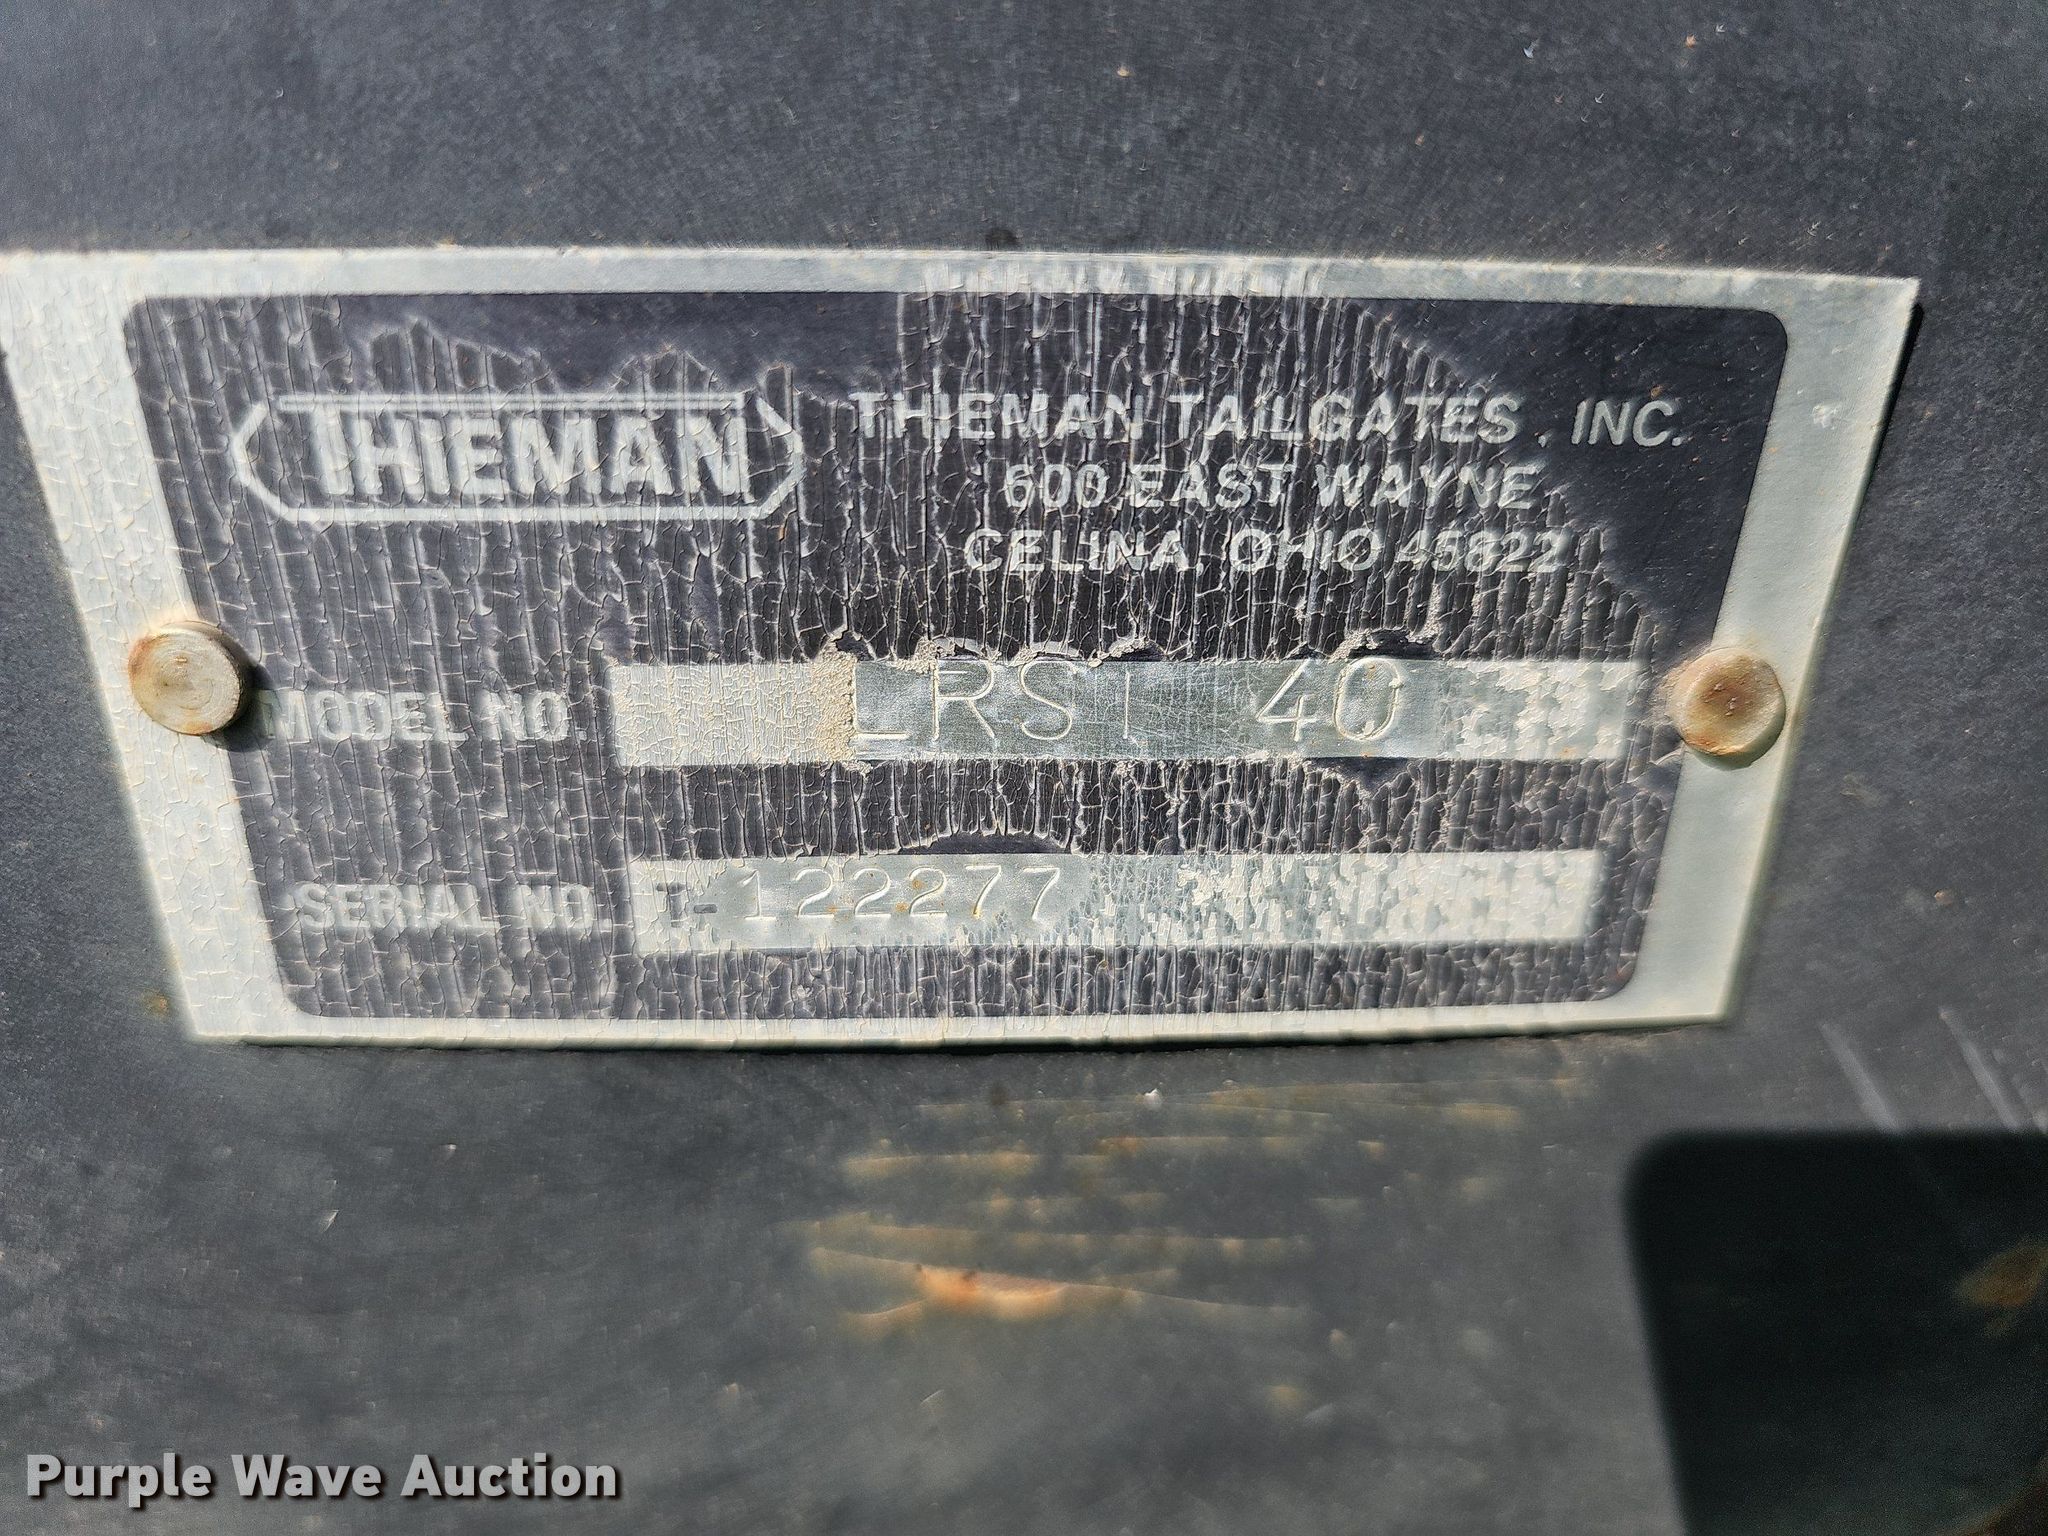 THIEMAN
THIEMAN TAILGATES, INC.
600 EAST WAYNE
CELINA, OHIO 45822
MODEL NO. LRST 40
SERIAL NO. T-122277
Purple Wave Auction